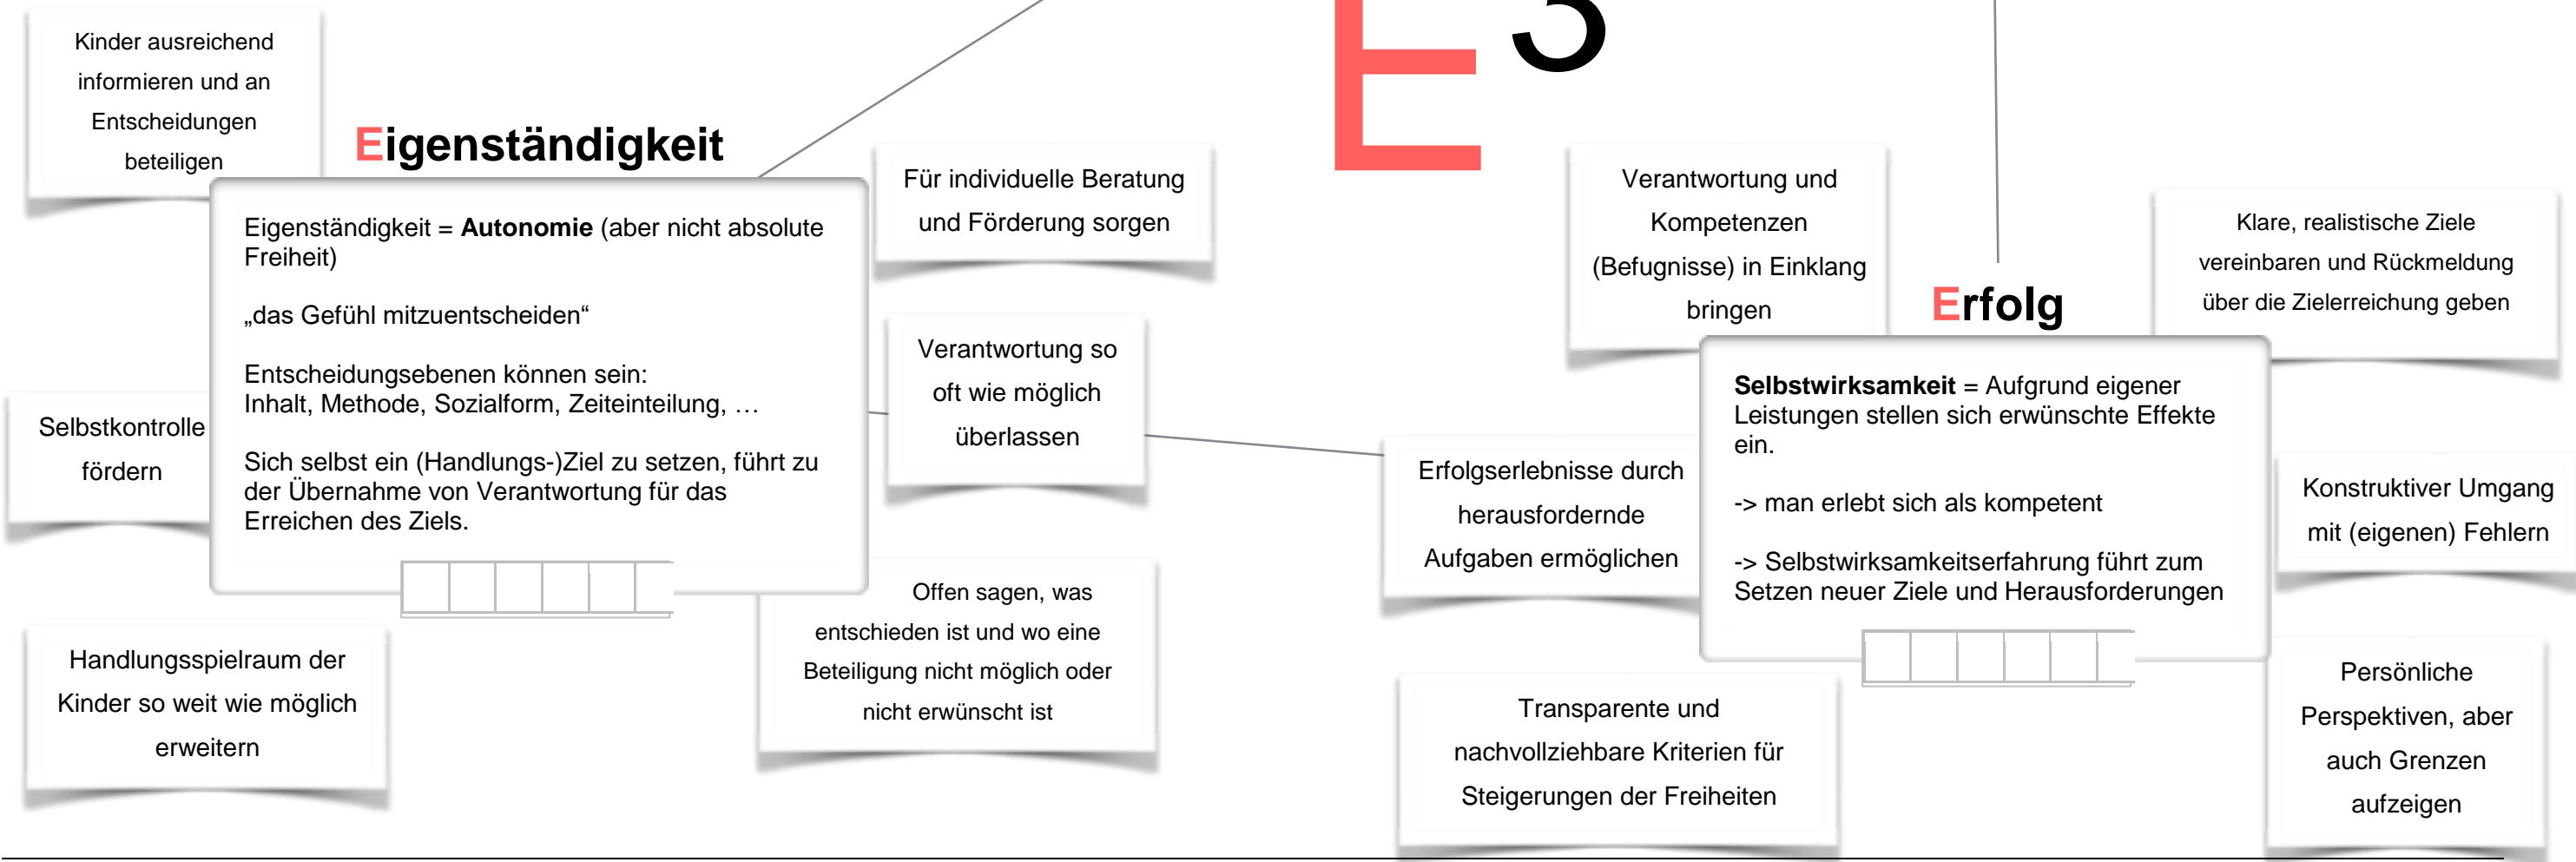 E3
Kinder ausreichend
informieren und an
Entscheidungen
beteiligen
Eigenständigkeit
Eigenständigkeit = Autonomie (aber nicht absolute
Freiheit)
„das Gefühl mitzuentscheiden“
Entscheidungsebenen können sein:
Inhalt, Methode, Sozialform, Zeiteinteilung, …
Sich selbst ein (Handlungs-)Ziel zu setzen, führt zu
der Übernahme von Verantwortung für das
Erreichen des Ziels.
Für individuelle Beratung
und Förderung sorgen
Verantwortung so
oft wie möglich
überlassen
Selbstkontrolle
fördern
Offen sagen, was
entschieden ist und wo eine
Beteiligung nicht möglich oder
nicht erwünscht ist
Handlungsspielraum der
Kinder so weit wie möglich
erweitern
Verantwortung und
Kompetenzen
(Befugnisse) in Einklang
bringen
Erfolg
Klare, realistische Ziele
vereinbaren und Rückmeldung
über die Zielerreichung geben
Selbstwirksamkeit = Aufgrund eigener
Leistungen stellen sich erwünschte Effekte
ein.
-> man erlebt sich als kompetent
-> Selbstwirksamkeitserfahrung führt zum
Setzen neuer Ziele und Herausforderungen
Erfolgserlebnisse durch
herausfordernde
Aufgaben ermöglichen
Konstruktiver Umgang
mit (eigenen) Fehlern
Transparente und
nachvollziehbare Kriterien für
Steigerungen der Freiheiten
Persönliche
Perspektiven, aber
auch Grenzen
aufzeigen